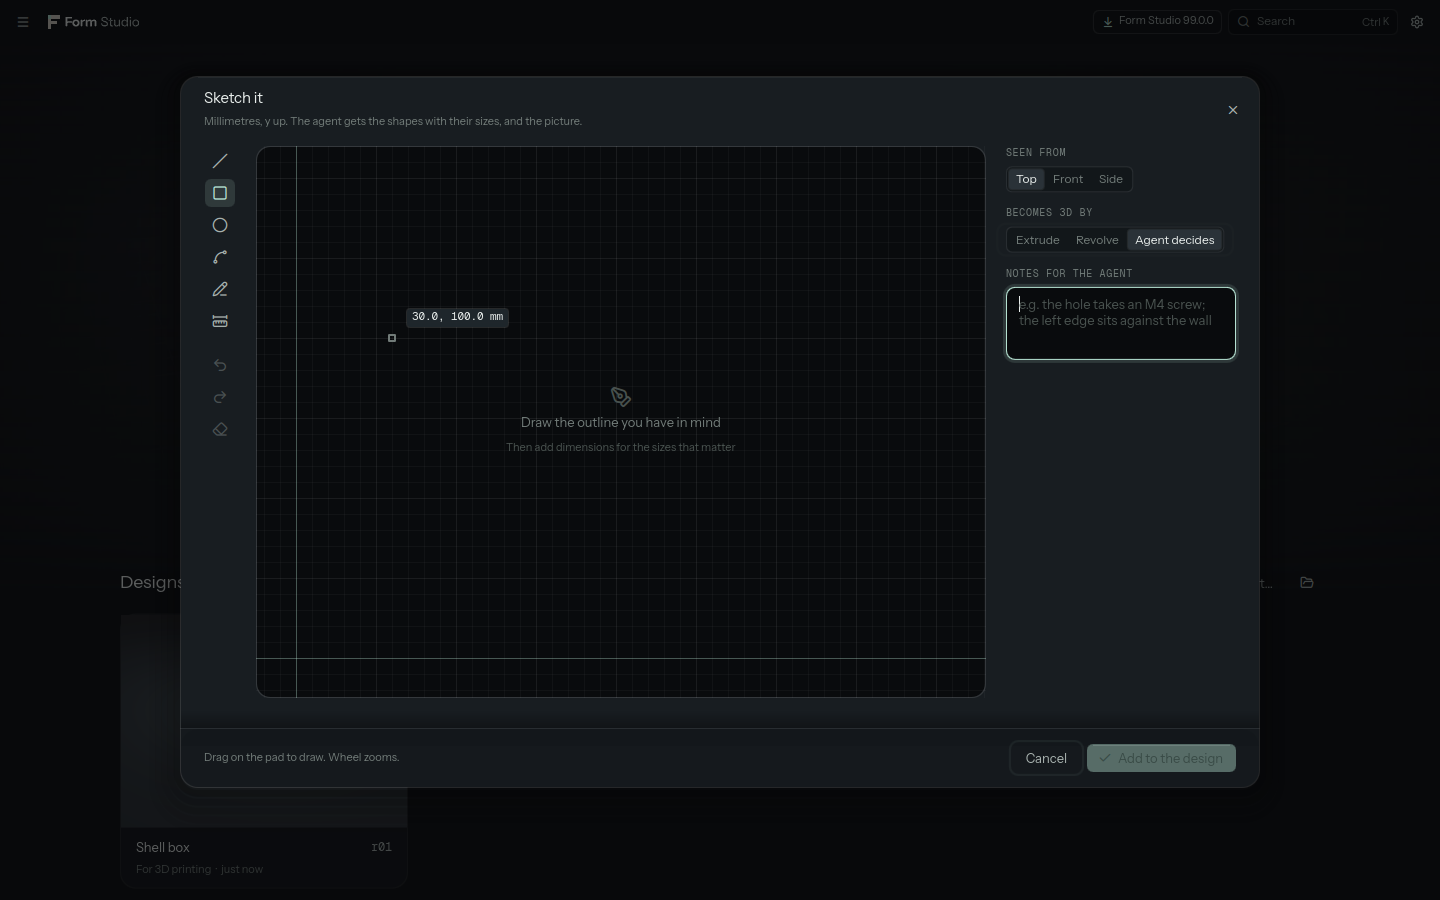 Form Studio
Form Studio 99.0.0
Search
Ctrl K
Sketch it
Millimetres, y up. The agent gets the shapes with their sizes, and the picture.
SEEN FROM
Top
Front
Side
BECOMES 3D BY
Extrude
Revolve
Agent decides
NOTES FOR THE AGENT
e.g. the hole takes an M4 screw;
the left edge sits against the wall
30.0, 100.0 mm
Draw the outline you have in mind
Then add dimensions for the sizes that matter
Designs
Drag on the pad to draw. Wheel zooms.
Cancel
Add to the design
Shell box
r01
For 3D printing · just now